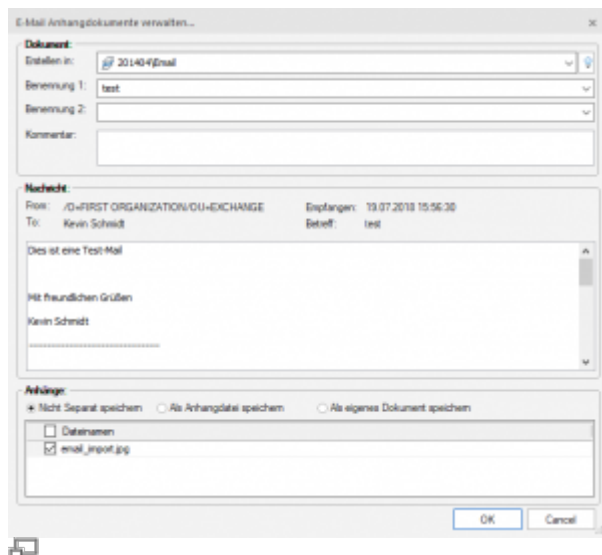 E-Mail Anhangdokumente verwalten...
Dokument:
Erstellen in: 201404\Email
Benennung 1: test
Benennung 2:
Kommentar:
Nachricht:
From: /O=FIRST ORGANIZATION/OU=EXCHANGE Empfangen: 19.07.2018 15:56:30
To: Kevin Schmidt Betreff: test
Dies ist eine Test-Mail
Mit freundlichen Grüßen
Kevin Schmidt
--------------------------------
Anhänge:
Nicht Separat speichern Als Anhangdatei speichern Als eigenes Dokument speichern
Dateinamen
email_import.jpg
OK Cancel